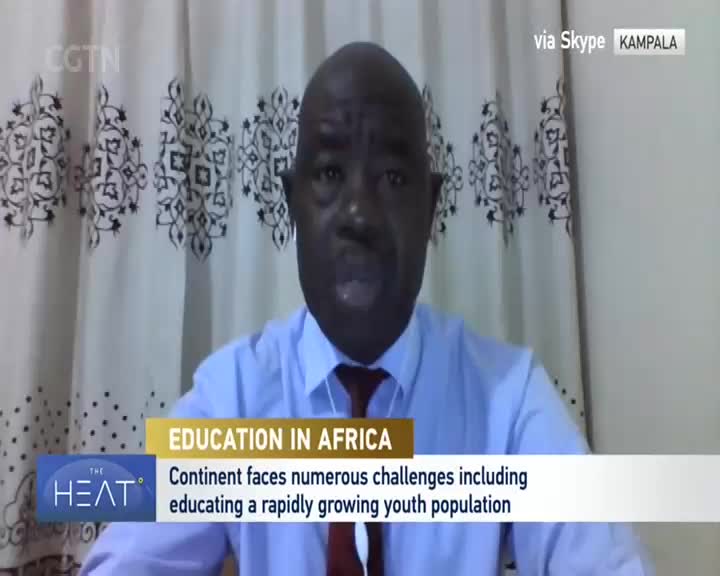 CGTN
via Skype KAMPALA
EDUCATION IN AFRICA
THE HEAT
Continent faces numerous challenges including
educating a rapidly growing youth population